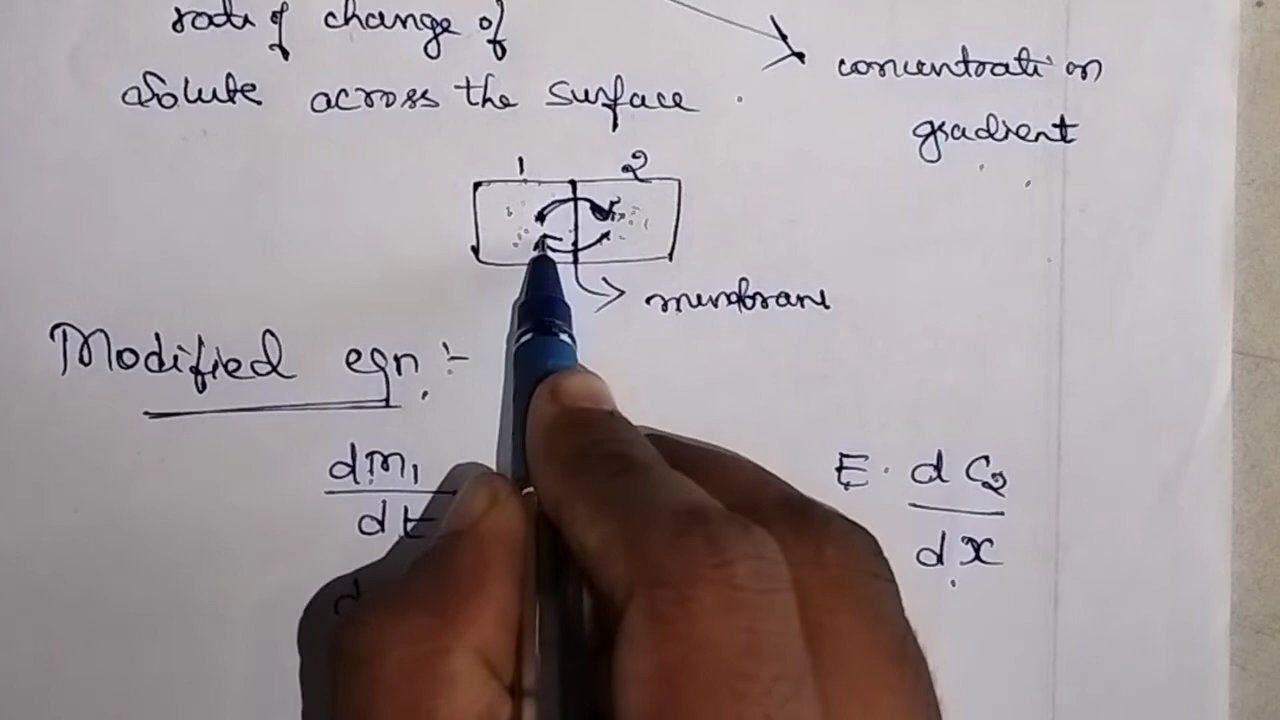 rate of change of
solute across the surface.
concentration
gradient
1 2
membrane
Modified eqn :-
dm₁
dt
E. dC₂
dx
d